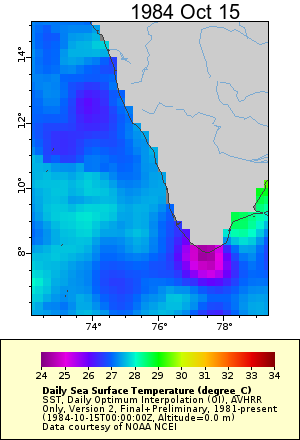 1984 Oct 15
14°
12°
10°
8°
74° 76° 78°
24 25 26 27 28 29 30 31 32 33 34
Daily Sea Surface Temperature (degree_C)
SST, Daily Optimum Interpolation (OI), AVHRR
Only, Version 2, Final+Preliminary, 1981-present
(1984-10-15T00:00:00Z, Altitude=0.0 m)
Data courtesy of NOAA NCEI